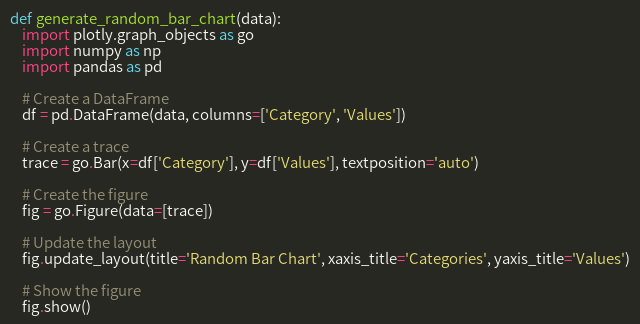 def generate_random_bar_chart(data):
    import plotly.graph_objects as go
    import numpy as np
    import pandas as pd

    # Create a DataFrame
    df = pd.DataFrame(data, columns=['Category', 'Values'])

    # Create a trace
    trace = go.Bar(x=df['Category'], y=df['Values'], textposition='auto')

    # Create the figure
    fig = go.Figure(data=[trace])

    # Update the layout
    fig.update_layout(title='Random Bar Chart', xaxis_title='Categories', yaxis_title='Values')

    # Show the figure
    fig.show()